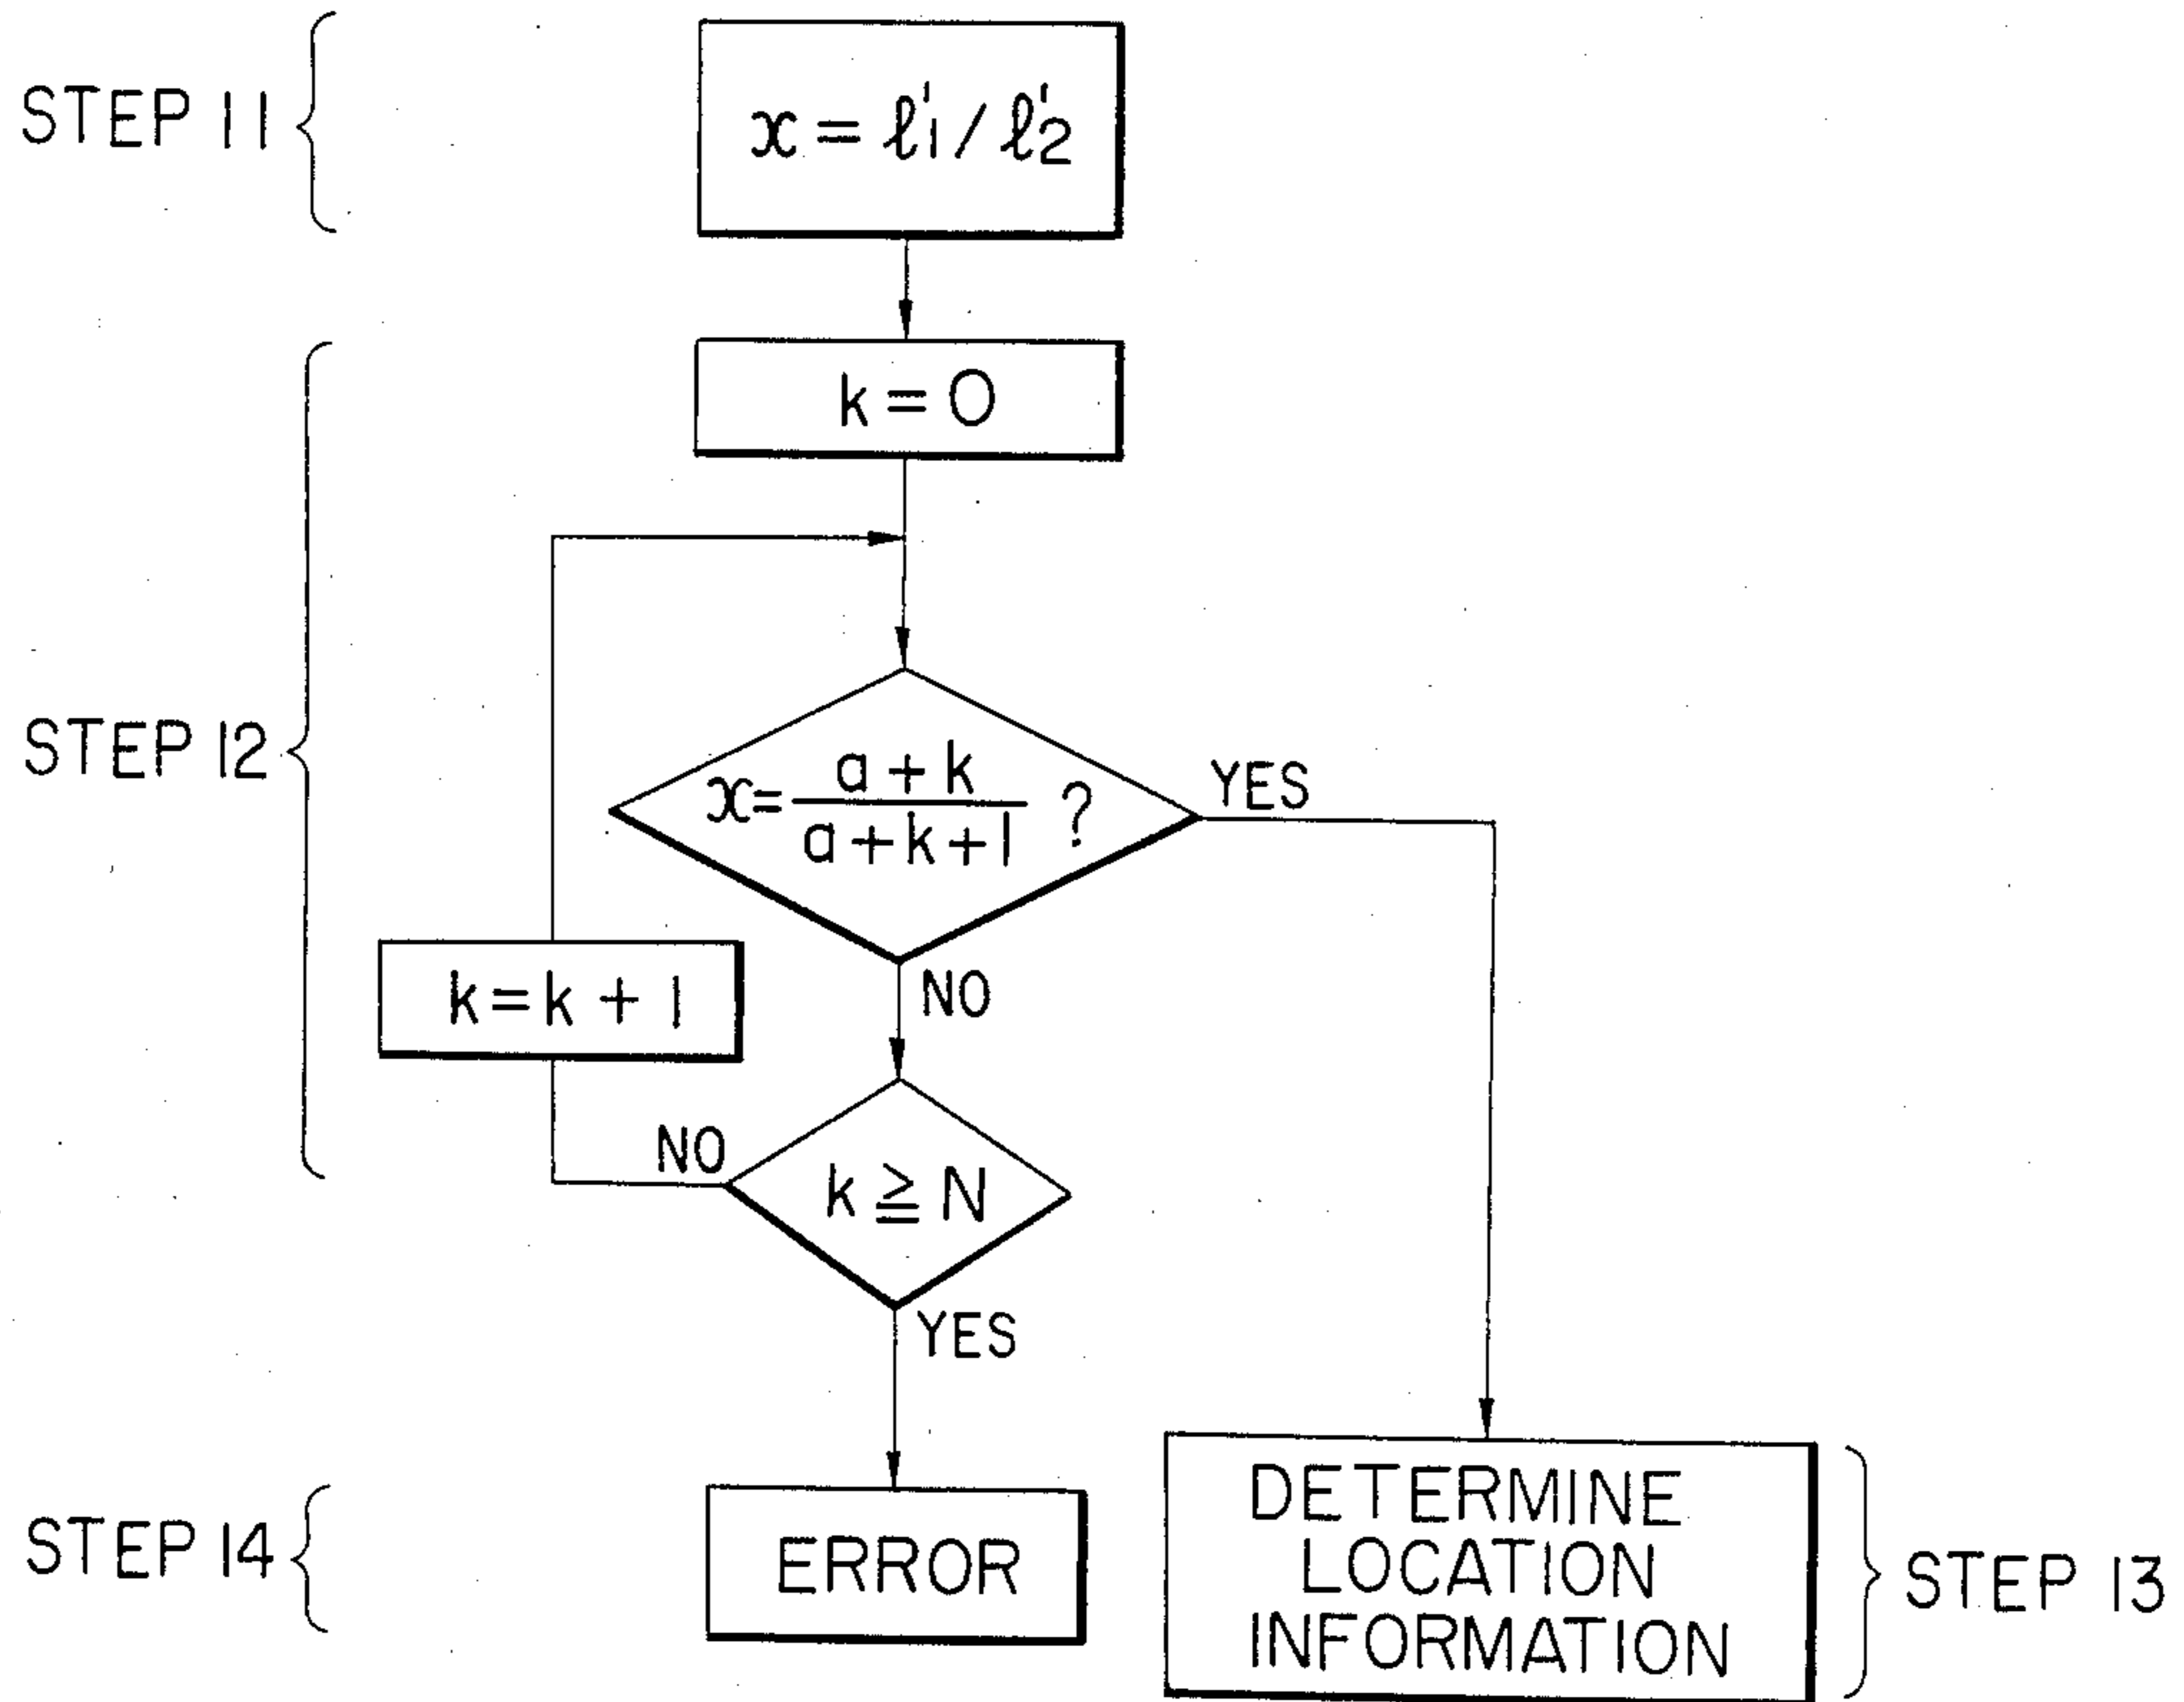 STEP 11
x = ℓ'1 / ℓ'2
k = 0
STEP 12
x = a + k / a + k + 1 ?
YES
k = k + 1
NO
NO
k ≧ N
YES
STEP 14
ERROR
DETERMINE
LOCATION
INFORMATION
STEP 13